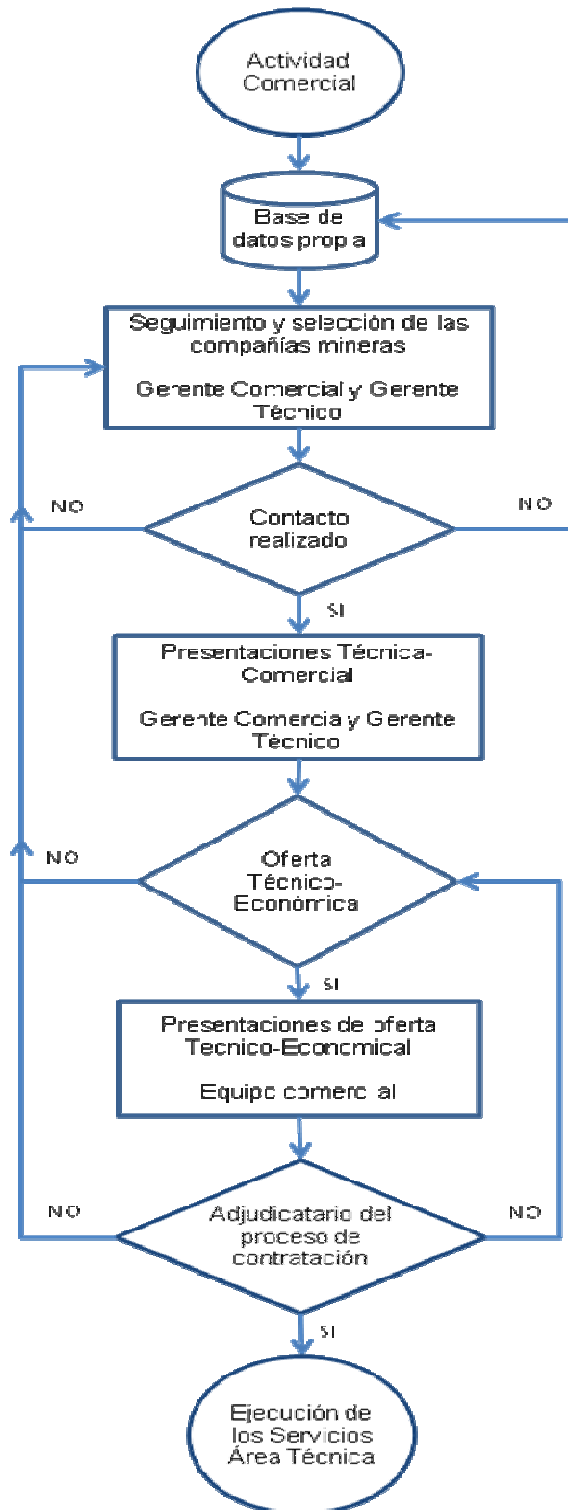 Actividad
Comercial
Base de
datos propia
Seguimiento y selección de las
compañías mineras
Gerente Comercial y Gerente
Técnico
NO
Contacto
realizado
NO
SI
Presentaciones Técnica-
Comercial
Gerente Comercia y Gerente
Técnico
NO
Oferta
Técnico-
Económica
SI
Presentaciones de oferta
Tecnico-Economical
Equipo comercial
NO
Adjudicatario del
proceso de
contratación
NO
SI
Ejecución de
los Servicios
Área Técnica